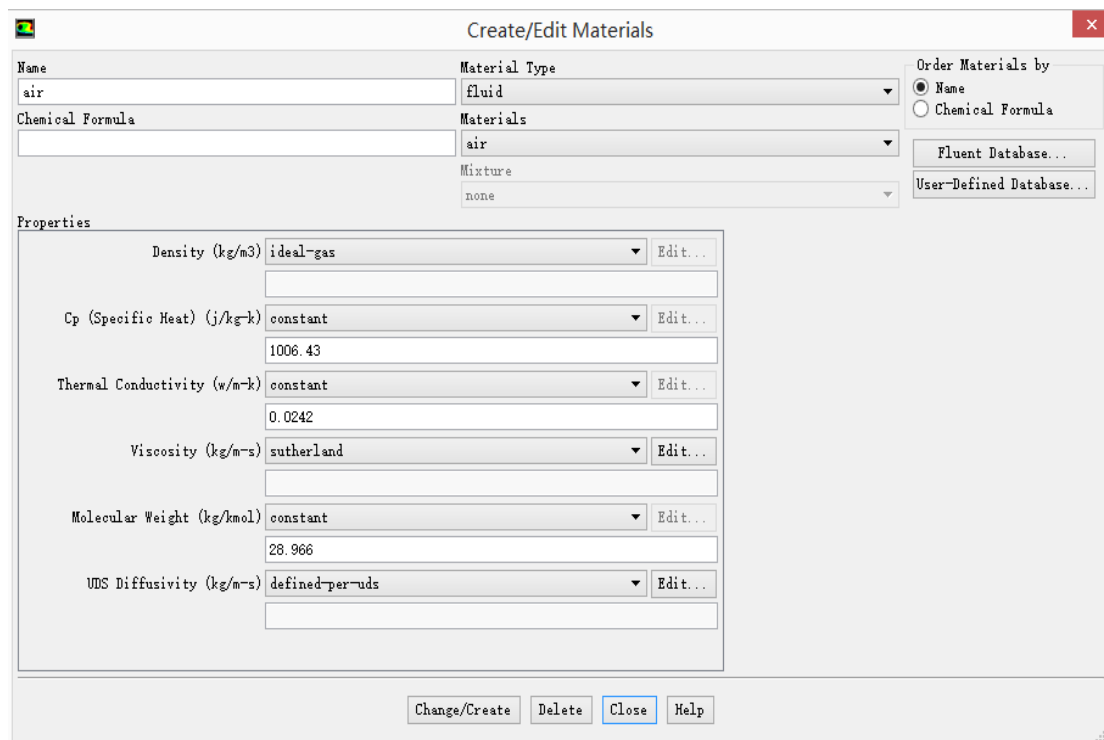 Create/Edit Materials
Name
air
Chemical Formula
Material Type
fluid
Materials
air
Mixture
none
Order Materials by
Name
Chemical Formula
Fluent Database...
User-Defined Database...
Properties
Density (kg/m3) ideal-gas Edit...
Cp (Specific Heat) (j/kg-k) constant Edit...
1006.43
Thermal Conductivity (w/m-k) constant Edit...
0.0242
Viscosity (kg/m-s) sutherland Edit...
Molecular Weight (kg/kmol) constant Edit...
28.966
UDS Diffusivity (kg/m-s) defined-per-uds Edit...
Change/Create Delete Close Help